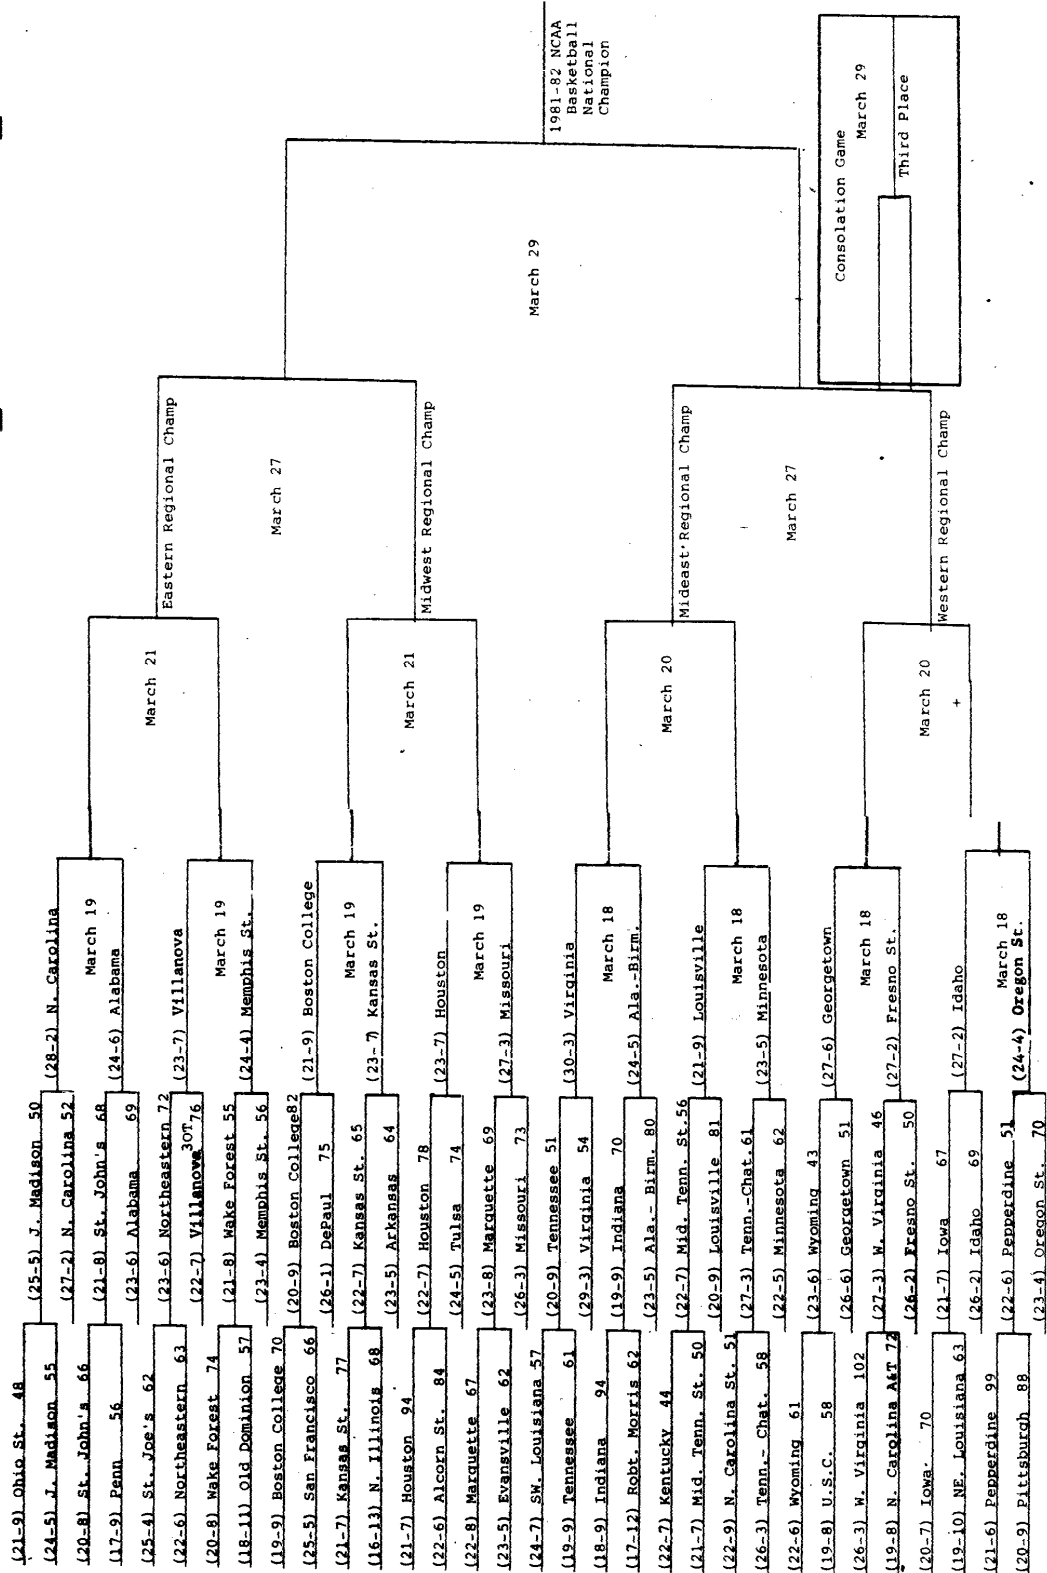 (21-9) Ohio St. 48
(24-5) J. Madison 55
(20-8) St. John's 66
(17-9) Penn 56
(25-4) St. Joe's 62
(22-6) Northeastern 63
(20-8) Wake Forest 74
(18-11) Old Dominion 57
(19-9) Boston College 70
(25-5) San Francisco 66
(21-7) Kansas St. 77
(16-13) N. Illinois 68
(21-7) Houston 94
(22-6) Alcorn St. 84
(22-8) Marquette 67
(23-5) Evansville 62
(24-7) SW. Louisiana 57
(19-9) Tennessee 61
(18-9) Indiana 94
(17-12) Robt. Morris 62
(22-7) Kentucky 44
(21-7) Mid. Tenn. St. 50
(22-9) N. Carolina St. 51
(26-3) Tenn.- Chat. 58
(22-6) Wyoming 61
(19-8) U.S.C. 58
(26-3) W. Virginia 102
(19-8) N. Carolina A&T 72
(20-7) Iowa 70
(19-10) NE. Louisiana 63
(21-6) Pepperdine 99
(20-9) Pittsburgh 88
(25-5) J. Madison 50
(27-2) N. Carolina 52
(21-8) St. John's 68
(23-6) Alabama 69
(23-6) Northeastern 72
3OT
(22-7) Villanova 76
(21-8) Wake Forest 55
(23-4) Memphis St. 56
(20-9) Boston College82
(26-1) DePaul 75
(22-7) Kansas St. 65
(23-5) Arkansas 64
(22-7) Houston 78
(24-5) Tulsa 74
(23-8) Marquette 69
(26-3) Missouri 73
(20-9) Tennessee 51
(29-3) Virginia 54
(19-9) Indiana 70
(23-5) Ala.- Birm. 80
(22-7) Mid. Tenn. St.56
(20-9) Louisville 81
(27-3) Tenn.-Chat.61
(22-5) Minnesota 62
(23-6) Wyoming 43
(26-6) Georgetown 51
(27-3) W. Virginia 46
(26-2) Fresno St. 50
(21-7) Iowa 67
(26-2) Idaho 69
(22-6) Pepperdine 51
(23-4) Oregon St. 70
(28-2) N. Carolina
March 19
(24-6) Alabama
(23-7) Villanova
March 19
(24-4) Memphis St.
(21-9) Boston College
March 19
(23-7) Kansas St.
(23-7) Houston
March 19
(27-3) Missouri
(30-3) Virginia
March 18
(24-5) Ala.-Birm.
(21-9) Louisville
March 18
(23-5) Minnesota
(27-6) Georgetown
March 18
(27-2) Fresno St.
(27-2) Idaho
March 18
(24-4) Oregon St.
March 21
March 21
March 20
March 20
Eastern Regional Champ
March 27
Midwest Regional Champ
Mideast Regional Champ
March 27
Western Regional Champ
March 29
1981-82 NCAA
Basketball
National
Champion
Consolation Game
March 29
Third Place